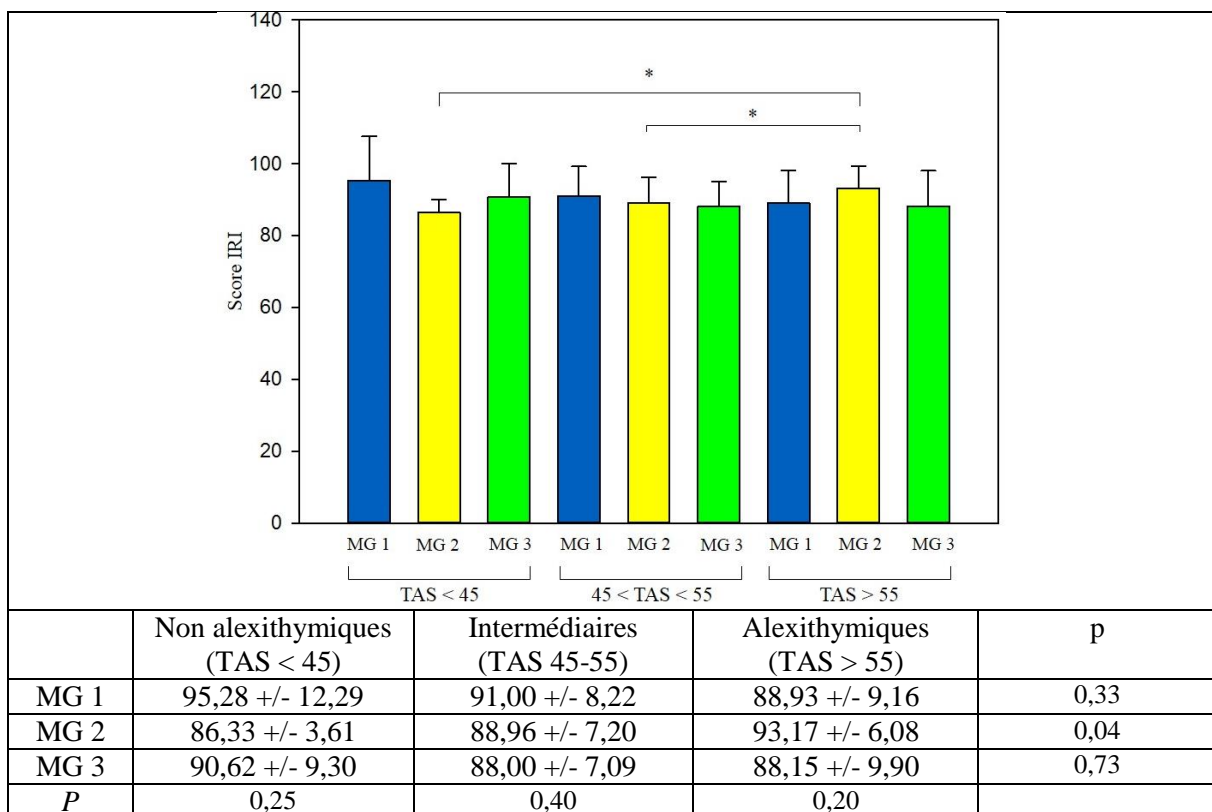 140
*
120
*
100
80
60
40
20
0
Score IRI
MG 1 MG 2 MG 3 MG 1 MG 2 MG 3 MG 1 MG 2 MG 3
TAS < 45 45 < TAS < 55 TAS > 55
Non alexithymiques Intermédiaires Alexithymiques p
(TAS < 45) (TAS 45-55) (TAS > 55)
MG 1 95,28 +/- 12,29 91,00 +/- 8,22 88,93 +/- 9,16 0,33
MG 2 86,33 +/- 3,61 88,96 +/- 7,20 93,17 +/- 6,08 0,04
MG 3 90,62 +/- 9,30 88,00 +/- 7,09 88,15 +/- 9,90 0,73
P 0,25 0,40 0,20